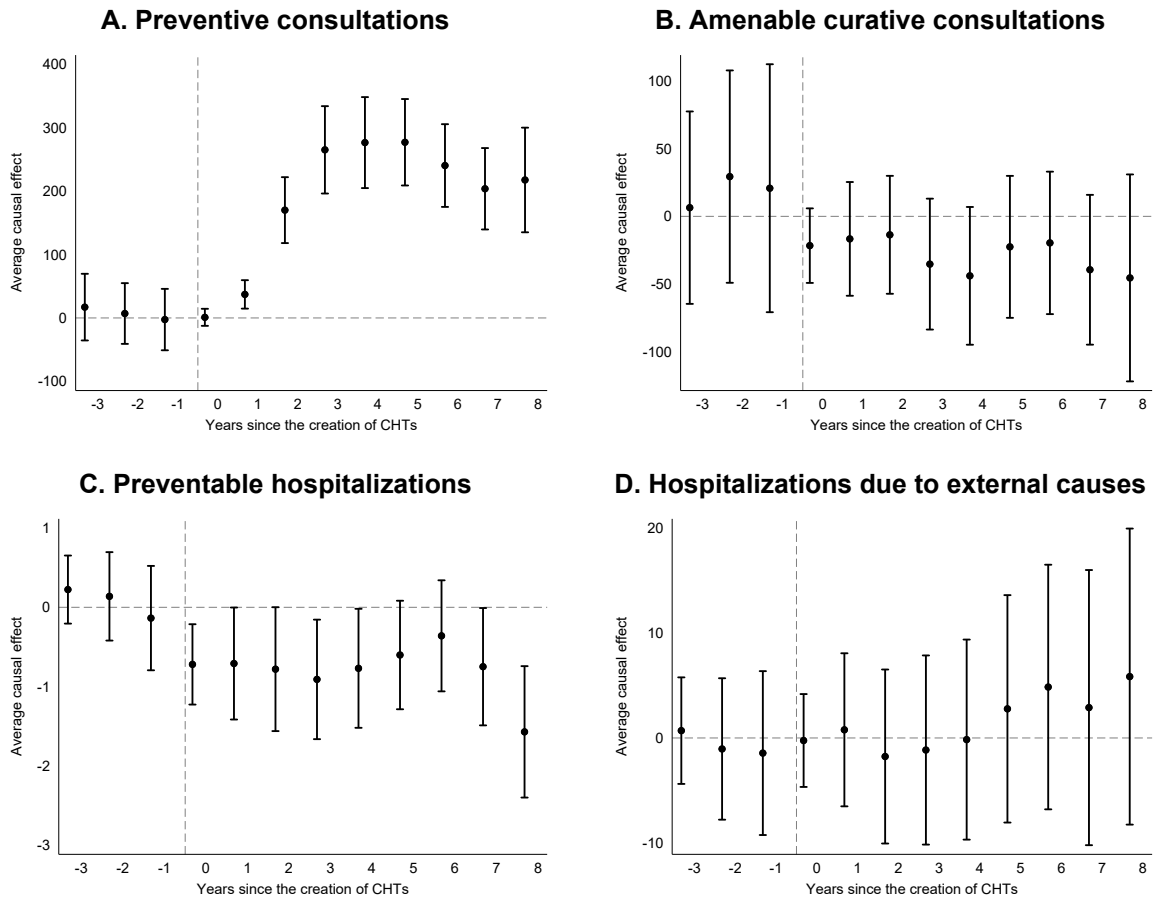 A. Preventive consultations
400
300
200
100
0
-100
Average causal effect
-3 -2 -1 0 1 2 3 4 5 6 7 8
Years since the creation of CHTs
B. Amenable curative consultations
100
50
0
-50
-100
Average causal effect
-3 -2 -1 0 1 2 3 4 5 6 7 8
Years since the creation of CHTs
C. Preventable hospitalizations
1
0
-1
-2
-3
Average causal effect
-3 -2 -1 0 1 2 3 4 5 6 7 8
Years since the creation of CHTs
D. Hospitalizations due to external causes
20
10
0
-10
Average causal effect
-3 -2 -1 0 1 2 3 4 5 6 7 8
Years since the creation of CHTs